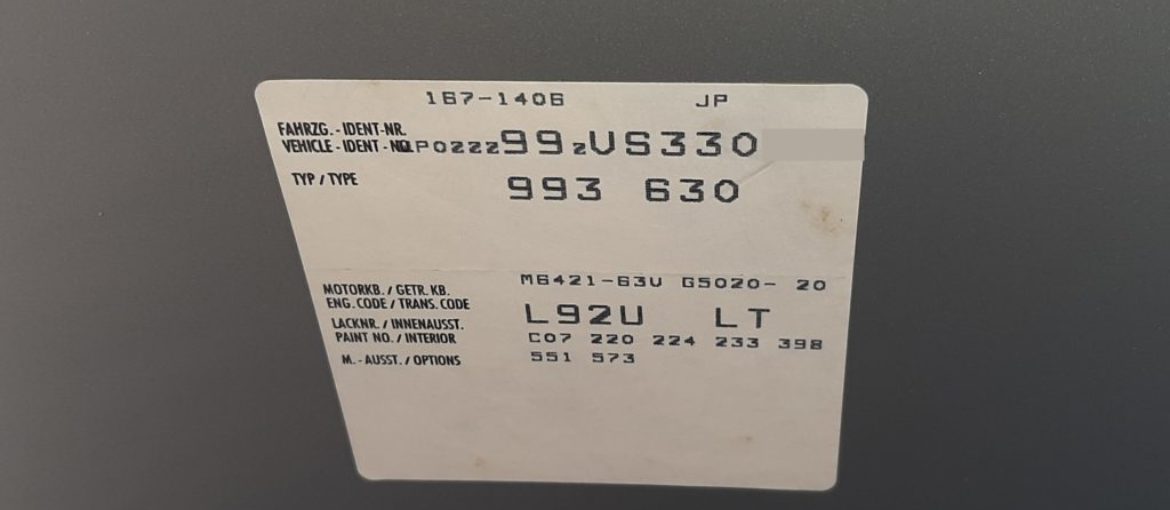 167-1406 JP
FAHRZG. - IDENT-NR.
VEHICLE - IDENT - NO. WP0ZZZ99zVS330
TYP / TYPE 993 630
MOTORKB. / GETR. KB. M6421-63V G5020- 20
ENG. CODE / TRANS. CODE
LACKNR. / INNENAUSST. L92U LT
PAINT NO. / INTERIOR C07 220 224 233 398
M. - AUSST. / OPTIONS 551 573